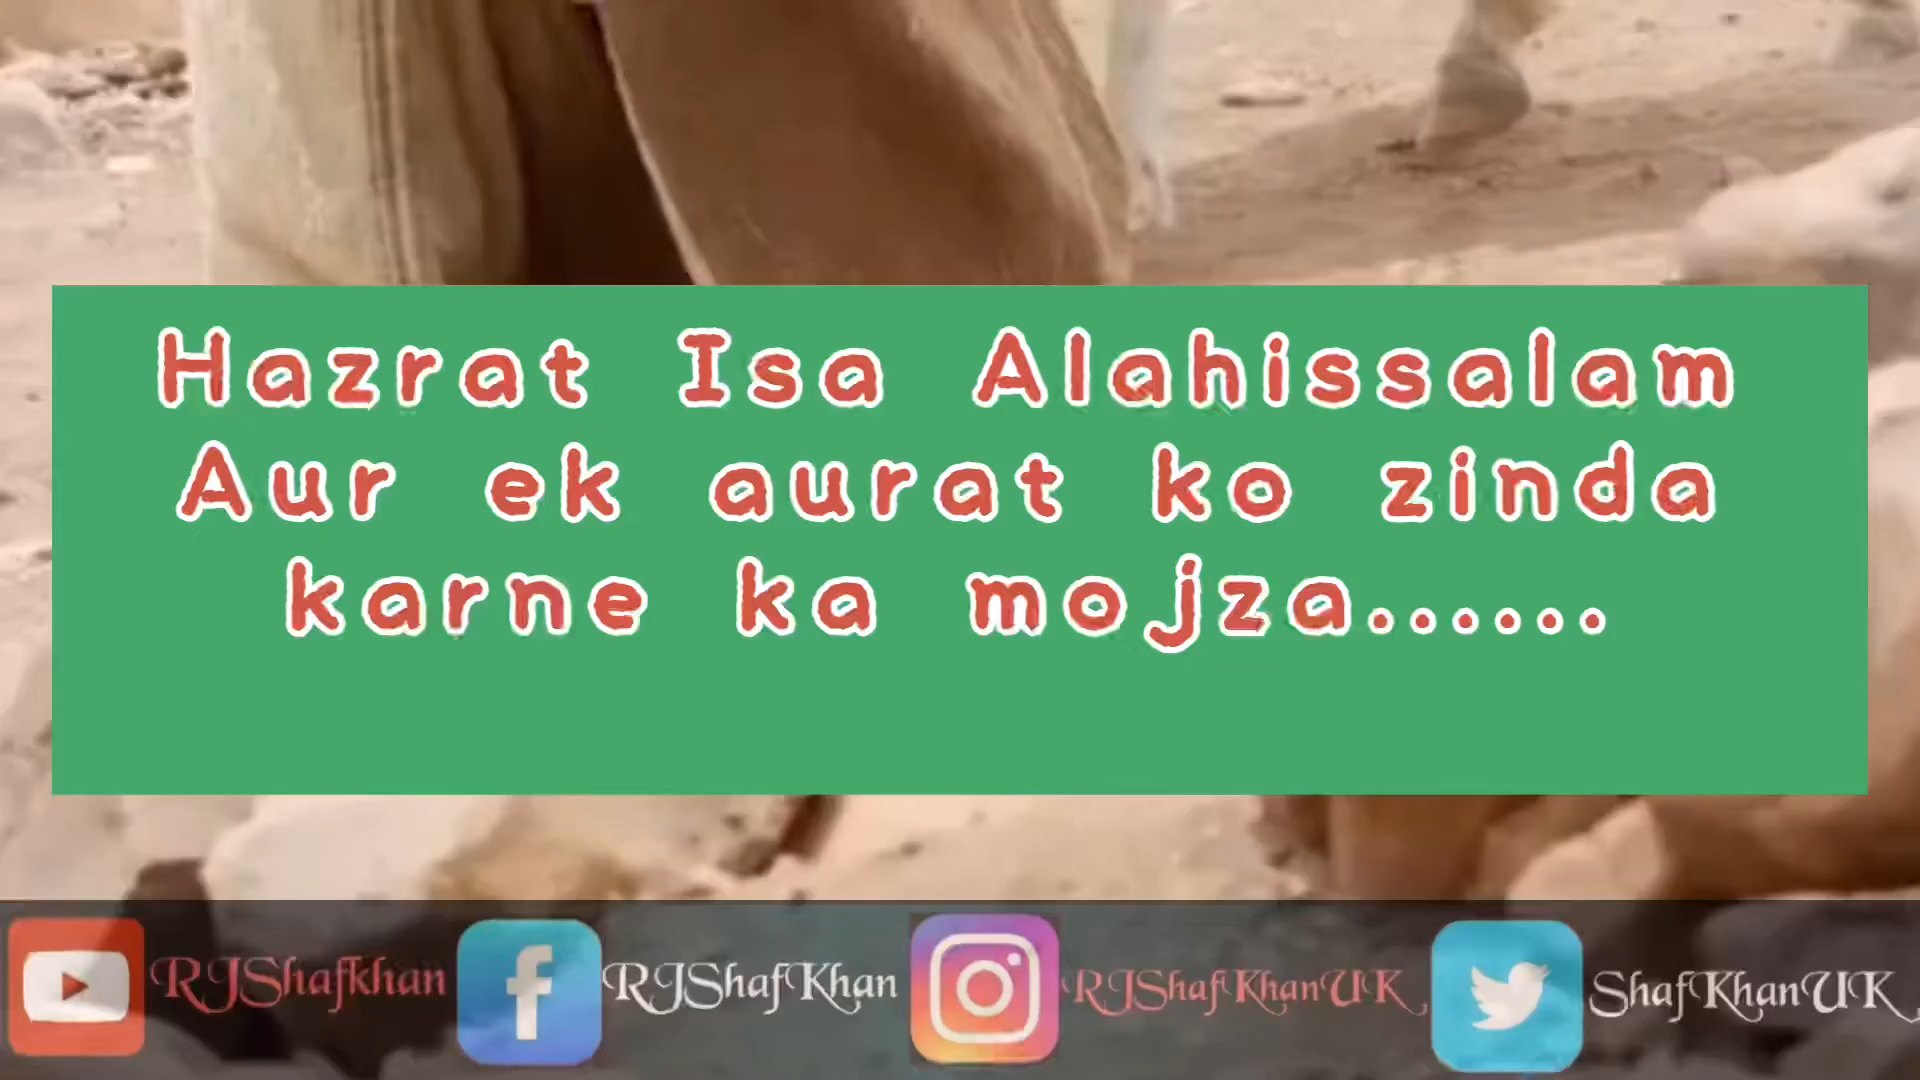 Hazrat Isa Alahissalam
Aur ek aurat ko zinda
karne ka mojza......
RJShafkhan
RJShafKhan
RJShafKhanUK
ShafKhanUK